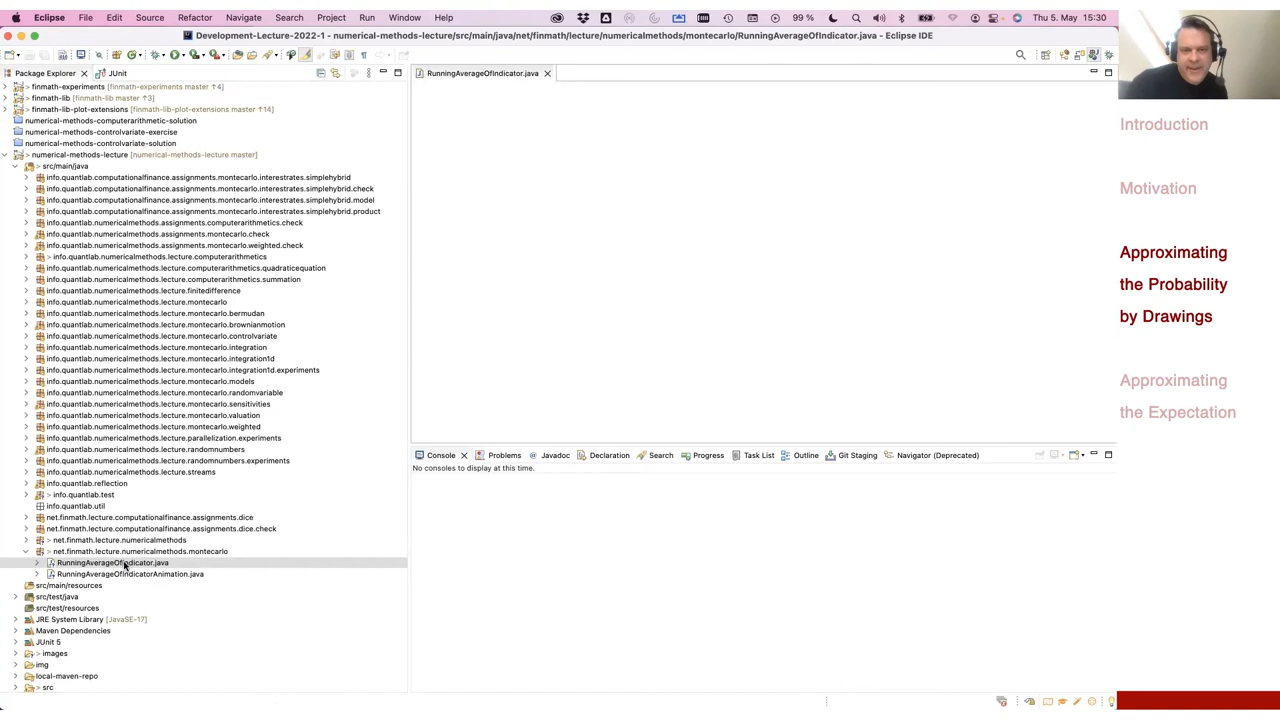 Eclipse File Edit Source Refactor Navigate Search Project Run Window Help 99 % Thu 5. May 15:30
Development-Lecture-2022-1 - numerical-methods-lecture/src/main/java/net/finmath/lecture/numericalmethods/montecarlo/RunningAverageOfIndicator.java - Eclipse IDE
Package Explorer JUnit RunningAverageOfIndicator.java
> finmath-experiments [finmath-experiments master ↑4]
> finmath-lib [finmath-lib master ↑3]
> finmath-lib-plot-extensions [finmath-lib-plot-extensions master ↑14]
numerical-methods-computerarithmetic-solution
numerical-methods-controlvariate-exercise
numerical-methods-controlvariate-solution
> numerical-methods-lecture [numerical-methods-lecture master]
> src/main/java
info.quantlab.computationalfinance.assignments.montecarlo.interestrates.simplehybrid
info.quantlab.computationalfinance.assignments.montecarlo.interestrates.simplehybrid.check
info.quantlab.computationalfinance.assignments.montecarlo.interestrates.simplehybrid.model
info.quantlab.computationalfinance.assignments.montecarlo.interestrates.simplehybrid.product
info.quantlab.numericalmethods.assignments.computerarithmetics.check
info.quantlab.numericalmethods.assignments.montecarlo.check
info.quantlab.numericalmethods.assignments.montecarlo.weighted.check
> info.quantlab.numericalmethods.lecture.computerarithmetics
info.quantlab.numericalmethods.lecture.computerarithmetics.quadraticequation
info.quantlab.numericalmethods.lecture.computerarithmetics.summation
info.quantlab.numericalmethods.lecture.finitedifference
info.quantlab.numericalmethods.lecture.montecarlo
info.quantlab.numericalmethods.lecture.montecarlo.bermudan
info.quantlab.numericalmethods.lecture.montecarlo.brownianmotion
info.quantlab.numericalmethods.lecture.montecarlo.controlvariate
info.quantlab.numericalmethods.lecture.montecarlo.integration
info.quantlab.numericalmethods.lecture.montecarlo.integration1d
info.quantlab.numericalmethods.lecture.montecarlo.integration1d.experiments
info.quantlab.numericalmethods.lecture.montecarlo.models
info.quantlab.numericalmethods.lecture.montecarlo.randomvariable
info.quantlab.numericalmethods.lecture.montecarlo.sensitivities
info.quantlab.numericalmethods.lecture.montecarlo.valuation
info.quantlab.numericalmethods.lecture.montecarlo.weighted
info.quantlab.numericalmethods.lecture.parallelization.experiments
info.quantlab.numericalmethods.lecture.randomnumbers
info.quantlab.numericalmethods.lecture.randomnumbers.experiments
info.quantlab.numericalmethods.lecture.streams
info.quantlab.reflection
> info.quantlab.test
info.quantlab.util
net.finmath.lecture.computationalfinance.assignments.dice
net.finmath.lecture.computationalfinance.assignments.dice.check
> net.finmath.lecture.numericalmethods
> net.finmath.lecture.numericalmethods.montecarlo
RunningAverageOfIndicator.java
RunningAverageOfIndicatorAnimation.java
src/main/resources
src/test/java
src/test/resources
JRE System Library [JavaSE-17]
Maven Dependencies
JUnit 5
> images
img
local-maven-repo
> src
Console Problems @ Javadoc Declaration Search Progress Task List Outline Git Staging Navigator (Deprecated)
No consoles to display at this time.
Introduction
Motivation
Approximating
the Probability
by Drawings
Approximating
the Expectation